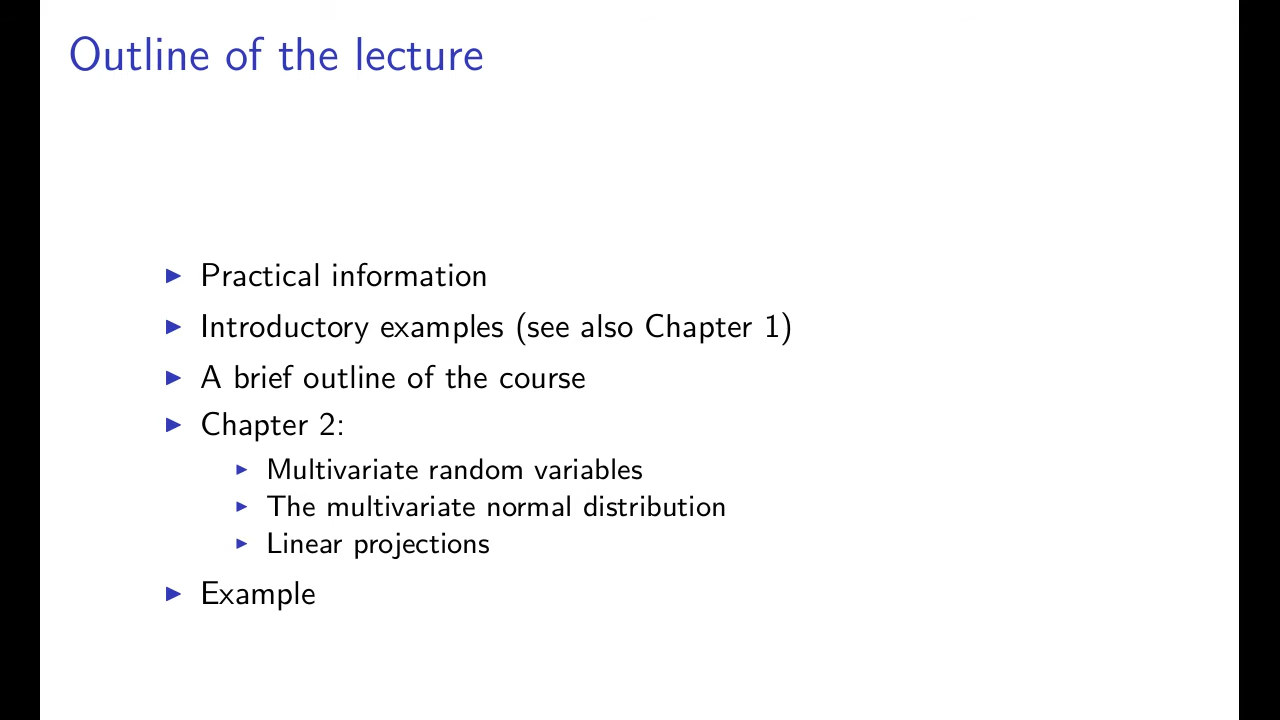 Outline of the lecture
Practical information
Introductory examples (see also Chapter 1)
A brief outline of the course
Chapter 2:
Multivariate random variables
The multivariate normal distribution
Linear projections
Example